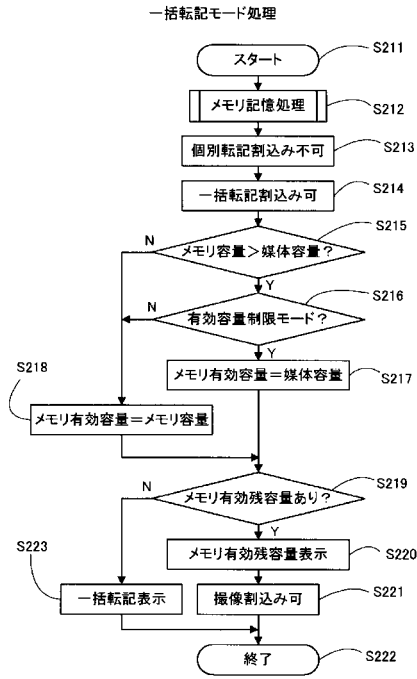 一括転記モード処理
スタート
S211
メモリ記憶処理
S212
個別転記割込み不可
S213
一括転記割込み可
S214
S215
N
メモリ容量>媒体容量?
Y
S216
N
有効容量制限モード?
Y
S218
メモリ有効容量=媒体容量
S217
メモリ有効容量=メモリ容量
S219
N
メモリ有効残容量あり?
Y
S223
メモリ有効残容量表示
S220
一括転記表示
撮像割込み可
S221
終了
S222